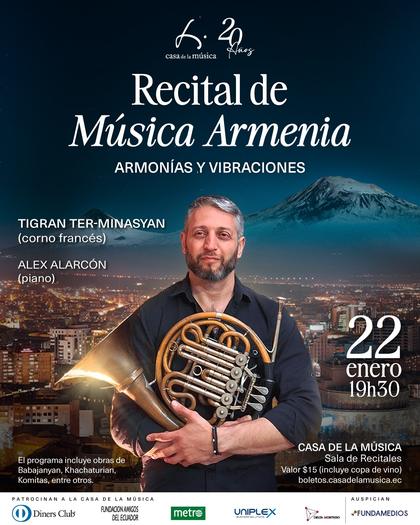 20
Años
casa de la música
Recital de
Música Armenia
ARMONÍAS Y VIBRACIONES
TIGRAN TER-MINASYAN
(corno francés)
ALEX ALARCÓN
(piano)
22
enero
19h30
CASA DE LA MÚSICA
Sala de Recitales
Valor $15 (incluye copa de vino)
boletos.casadelamusica.ec
El programa incluye obras de
Babajanyan, Khachaturian,
Komitas, entre otros.
PATROCINAN A LA CASA DE LA MÚSICA
AUSPICIAN
Diners Club
FUNDACIÓN AMIGOS
DEL ECUADOR
metro
UNIPLEX
FUNDAMEDIOS